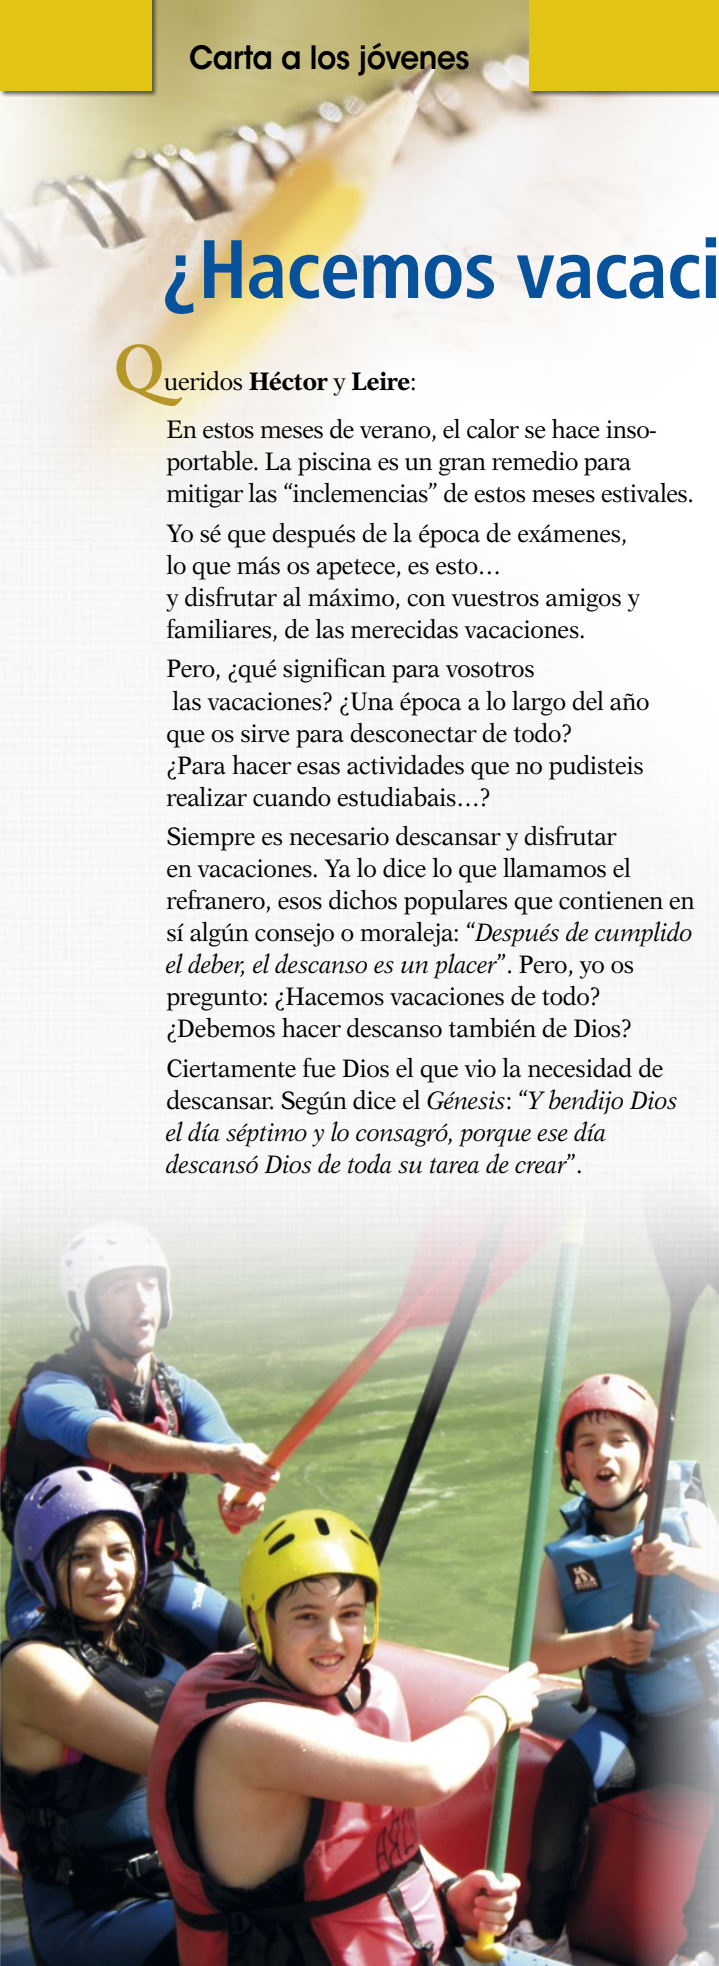 Carta a los jóvenes
¿Hacemos vacaci
Queridos Héctor y Leire:
En estos meses de verano, el calor se hace inso-
portable. La piscina es un gran remedio para
mitigar las “inclemencias” de estos meses estivales.
Yo sé que después de la época de exámenes,
lo que más os apetece, es esto…
y disfrutar al máximo, con vuestros amigos y
familiares, de las merecidas vacaciones.
Pero, ¿qué significan para vosotros
las vacaciones? ¿Una época a lo largo del año
que os sirve para desconectar de todo?
¿Para hacer esas actividades que no pudisteis
realizar cuando estudiabais…?
Siempre es necesario descansar y disfrutar
en vacaciones. Ya lo dice lo que llamamos el
refranero, esos dichos populares que contienen en
sí algún consejo o moraleja: “Después de cumplido
el deber, el descanso es un placer”. Pero, yo os
pregunto: ¿Hacemos vacaciones de todo?
¿Debemos hacer descanso también de Dios?
Ciertamente fue Dios el que vio la necesidad de
descansar. Según dice el Génesis: “Y bendijo Dios
el día séptimo y lo consagró, porque ese día
descansó Dios de toda su tarea de crear”.